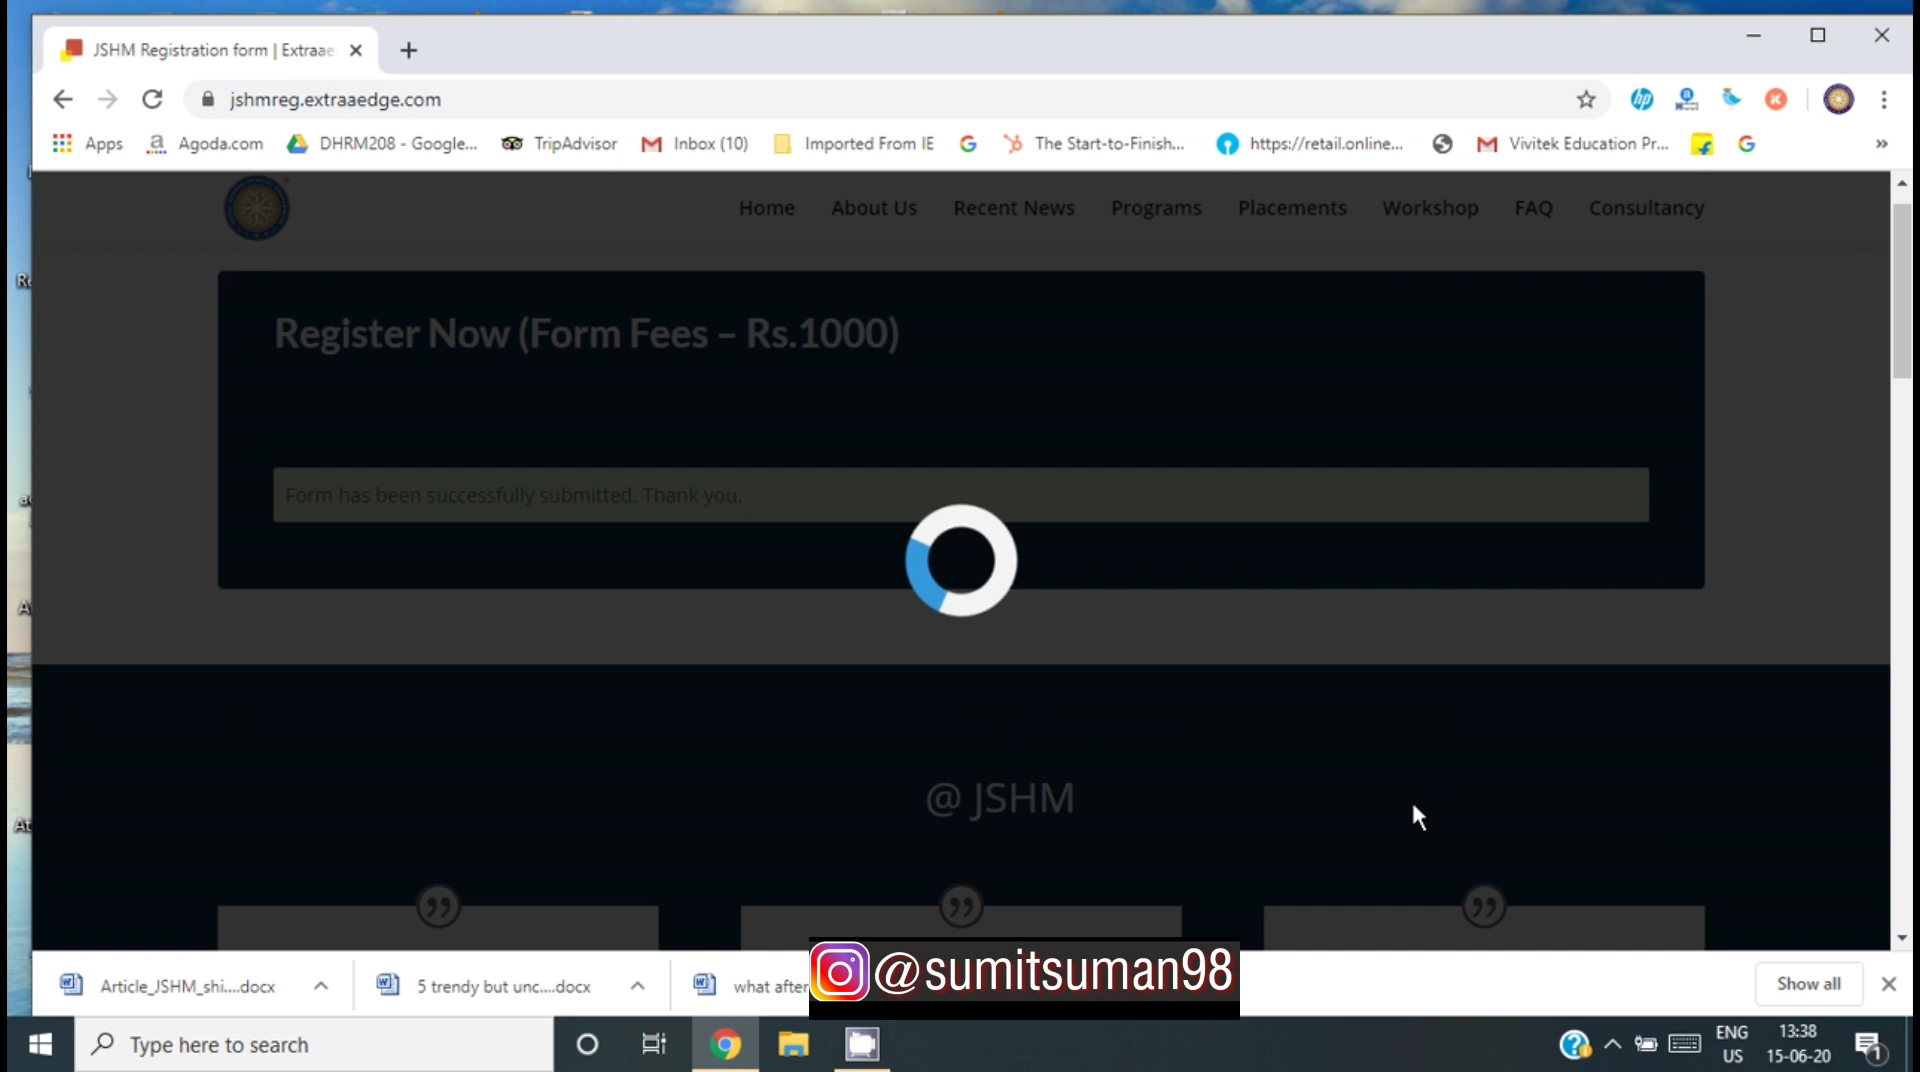 JSHM Registration form | Extraae
jshmreg.extraaedge.com
Apps
Agoda.com
DHRM208 - Google...
TripAdvisor
Inbox (10)
Imported From IE
The Start-to-Finish...
https://retail.online...
Vivitek Education Pr...
»
Home
About Us
Recent News
Programs
Placements
Workshop
FAQ
Consultancy
Register Now (Form Fees – Rs.1000)
Form has been successfully submitted. Thank you.
@ JSHM
Article_JSHM_shi....docx
5 trendy but unc....docx
what after
@sumitsuman98
Show all
Type here to search
ENG
US
13:38
15-06-20
1